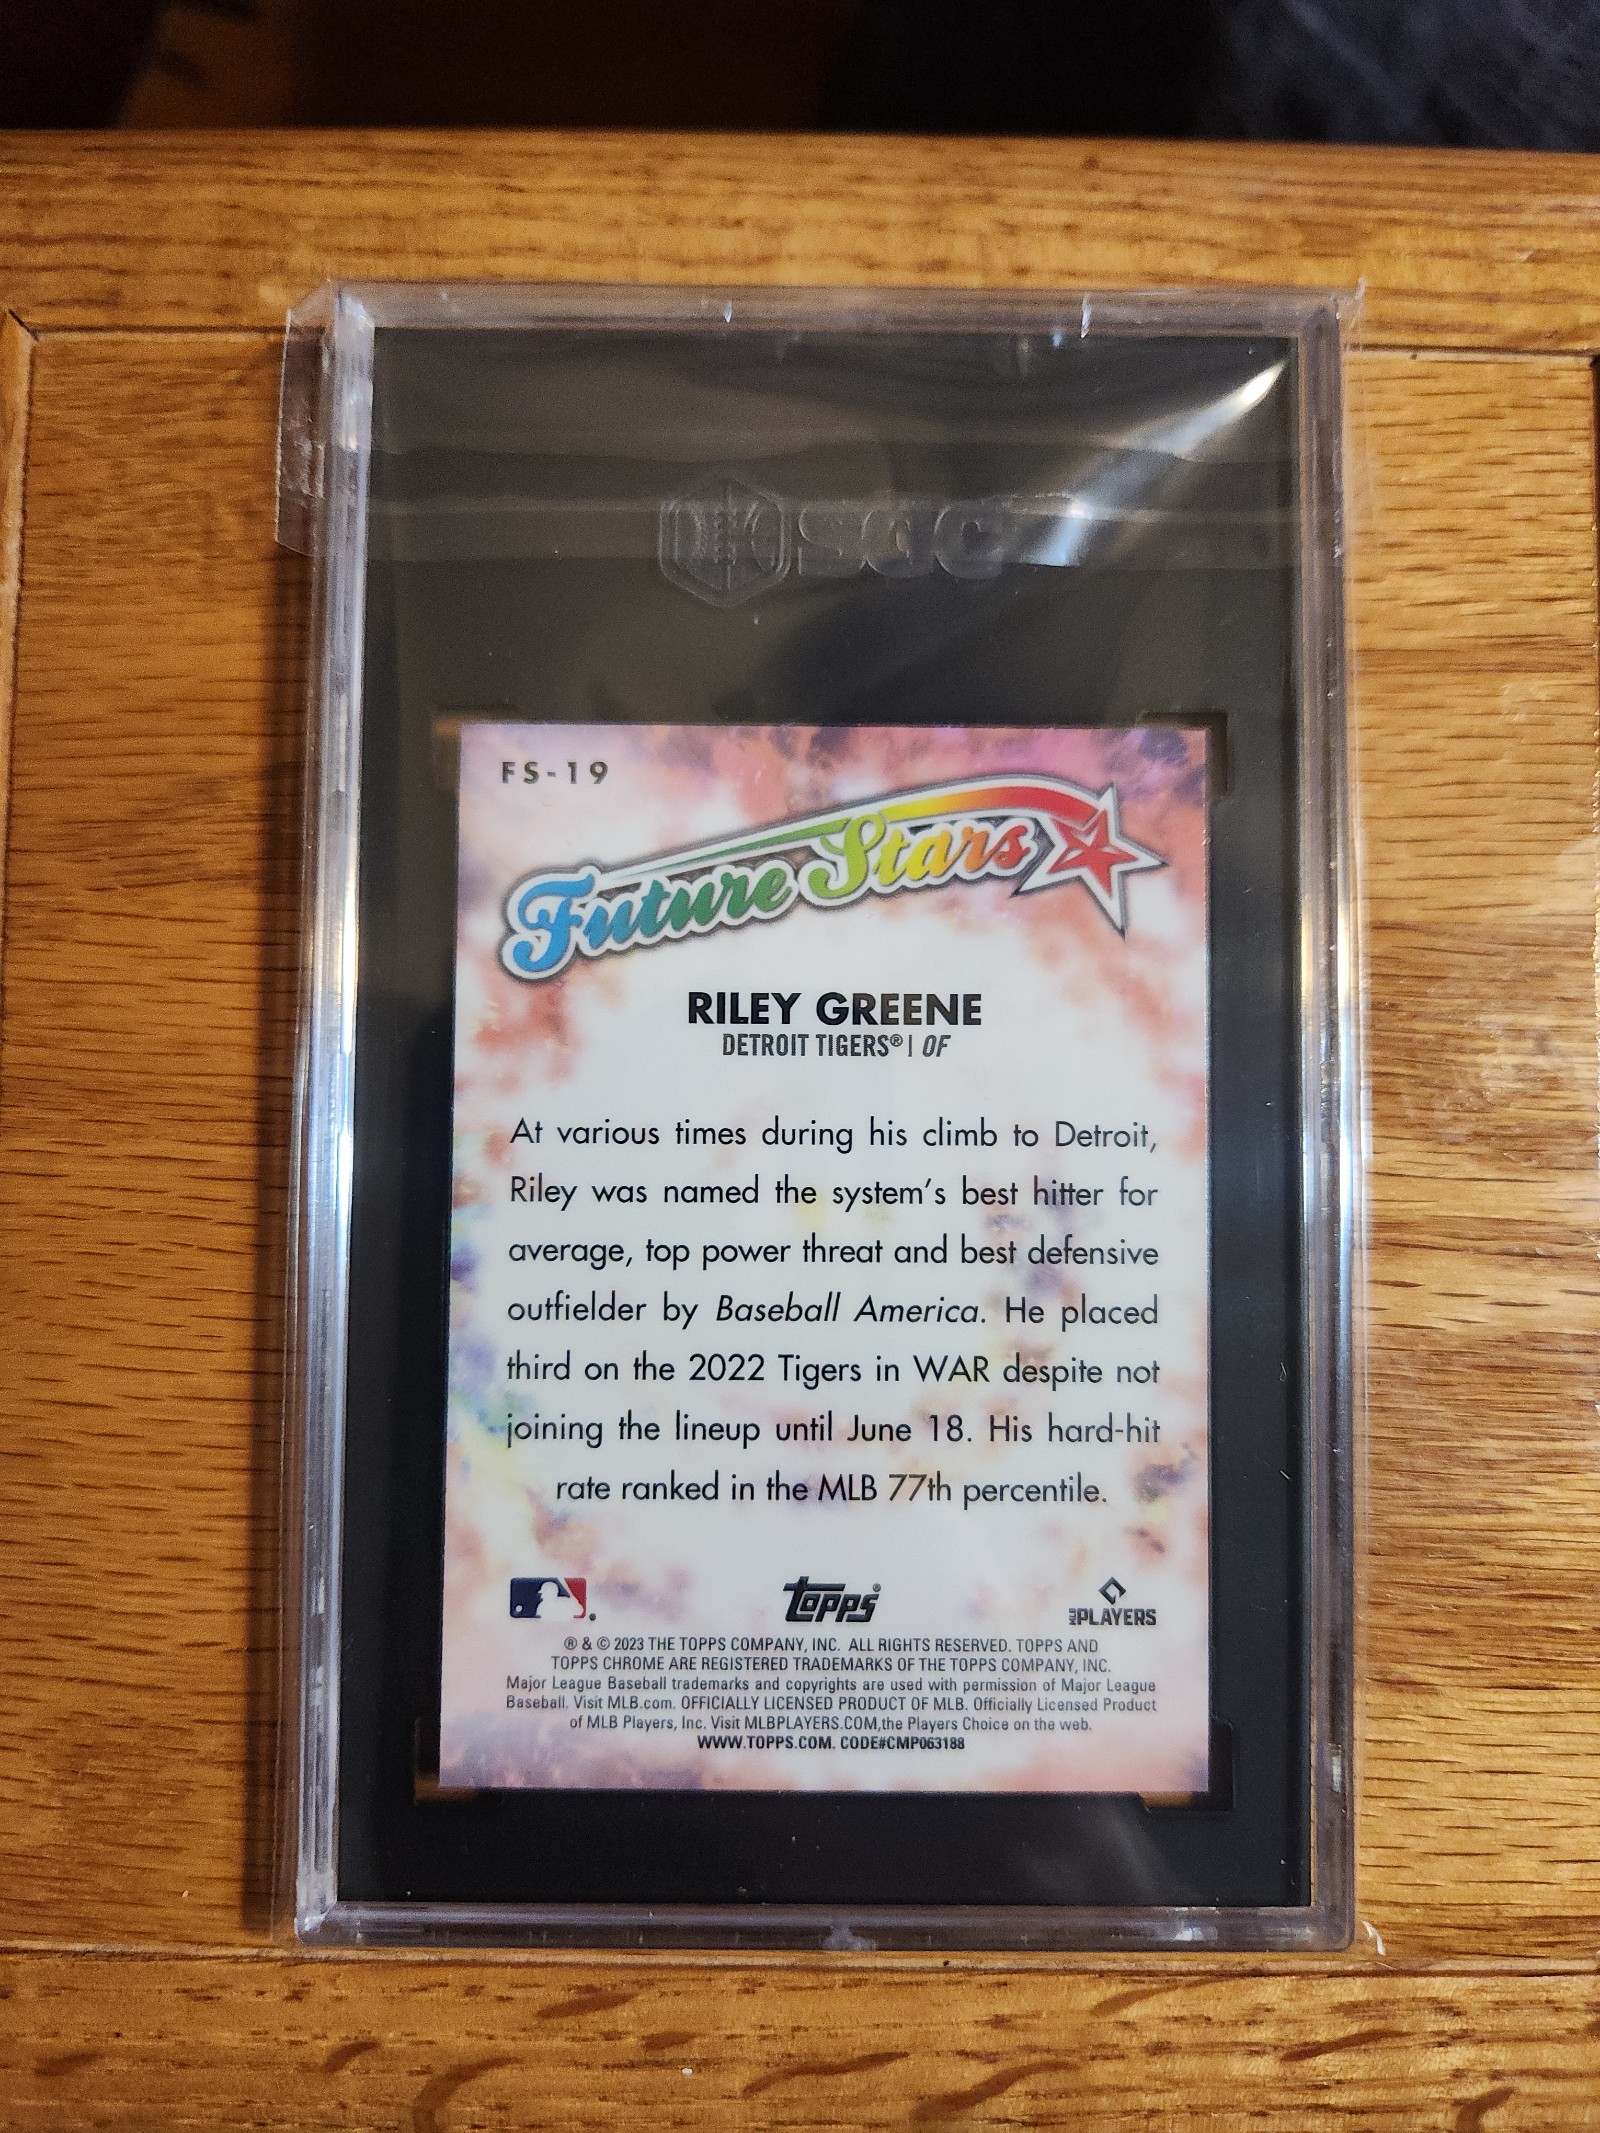 SGC
FS-19
Future Stars
RILEY GREENE
DETROIT TIGERS® | OF
At various times during his climb to Detroit,
Riley was named the system's best hitter for
average, top power threat and best defensive
outfielder by Baseball America. He placed
third on the 2022 Tigers in WAR despite not
joining the lineup until June 18. His hard-hit
rate ranked in the MLB 77th percentile.
Topps®
MLB PLAYERS
® & © 2023 THE TOPPS COMPANY, INC. ALL RIGHTS RESERVED. TOPPS AND
TOPPS CHROME ARE REGISTERED TRADEMARKS OF THE TOPPS COMPANY, INC.
Major League Baseball trademarks and copyrights are used with permission of Major League
Baseball. Visit MLB.com. OFFICIALLY LICENSED PRODUCT OF MLB. Officially Licensed Product
of MLB Players, Inc. Visit MLBPLAYERS.COM,the Players Choice on the web.
WWW.TOPPS.COM. CODE#CMP063188